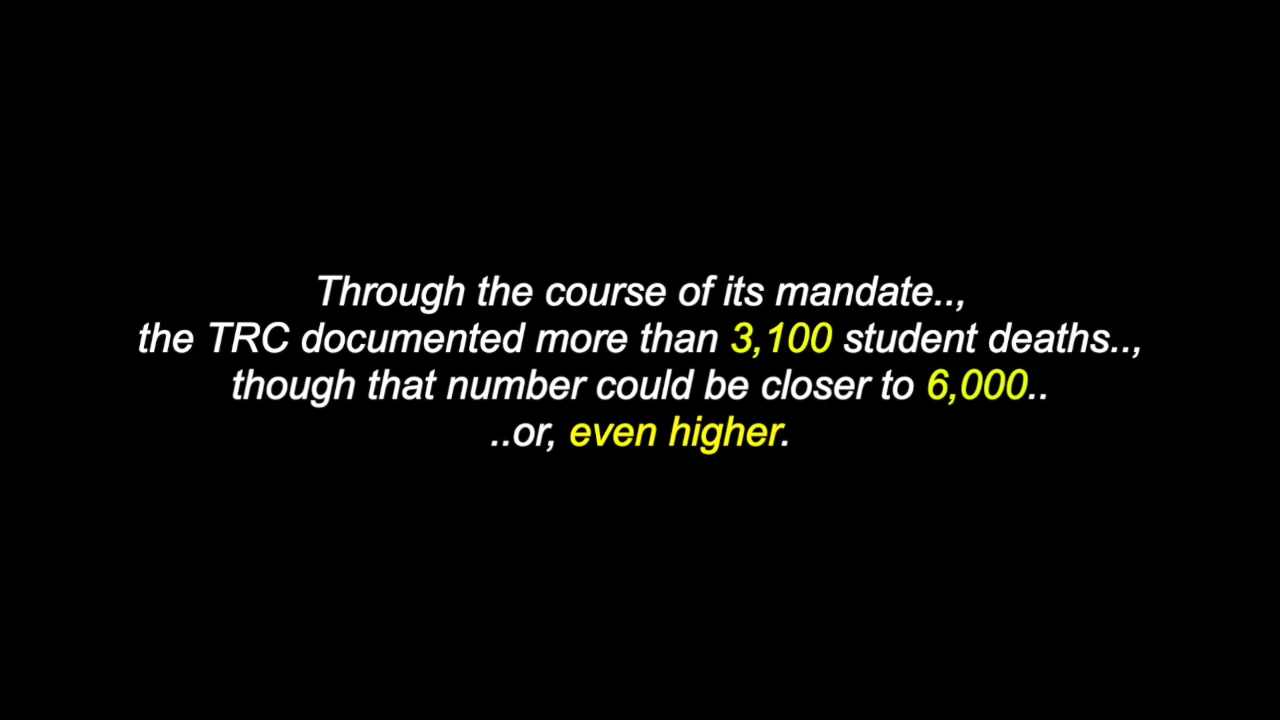 Through the course of its mandate..,
the TRC documented more than 3,100 student deaths..,
though that number could be closer to 6,000..
..or, even higher.